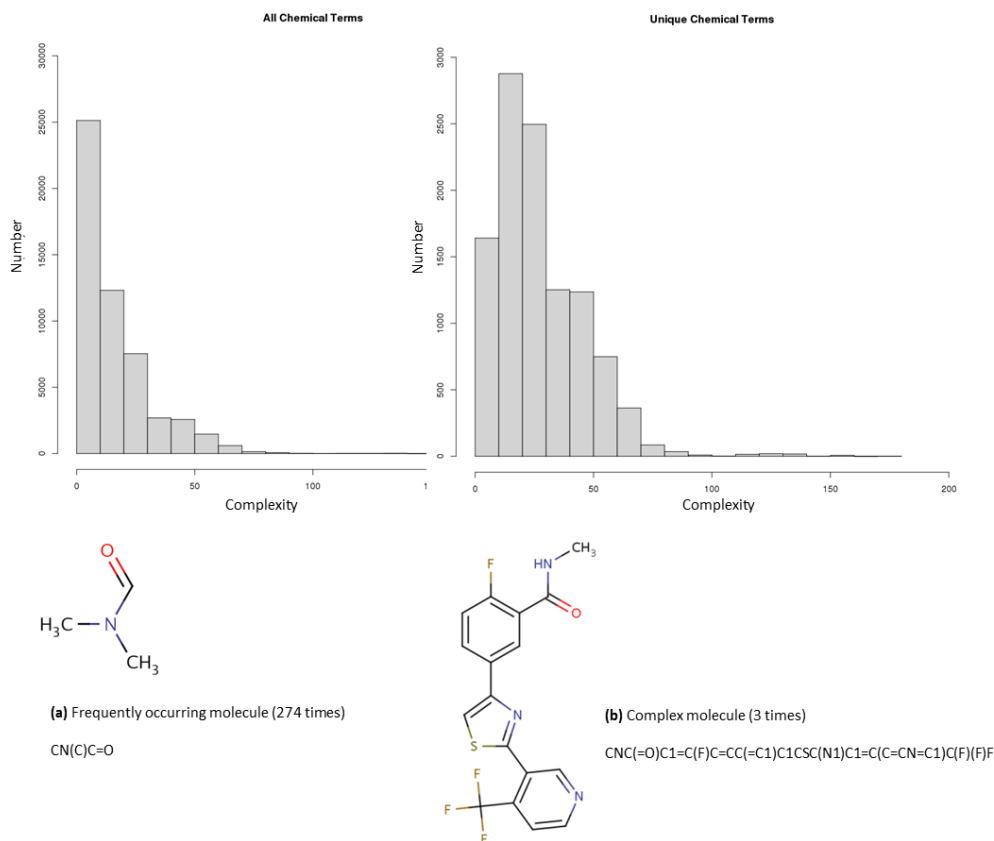 All Chemical Terms
Unique Chemical Terms
30000
25000
20000
15000
10000
5000
0
Number
0
50
100
1
Complexity
3000
2500
2000
1500
1000
500
0
Number
0
50
100
150
200
Complexity
O
H₃C
N
CH₃
(a) Frequently occurring molecule (274 times)
CN(C)C=O
F
HN
CH₃
O
N
S
F
F
F
N
(b) Complex molecule (3 times)
CNC(=O)C1=C(F)C=CC(=C1)C1CSC(N1)C1=C(C=CN=C1)C(F)(F)F